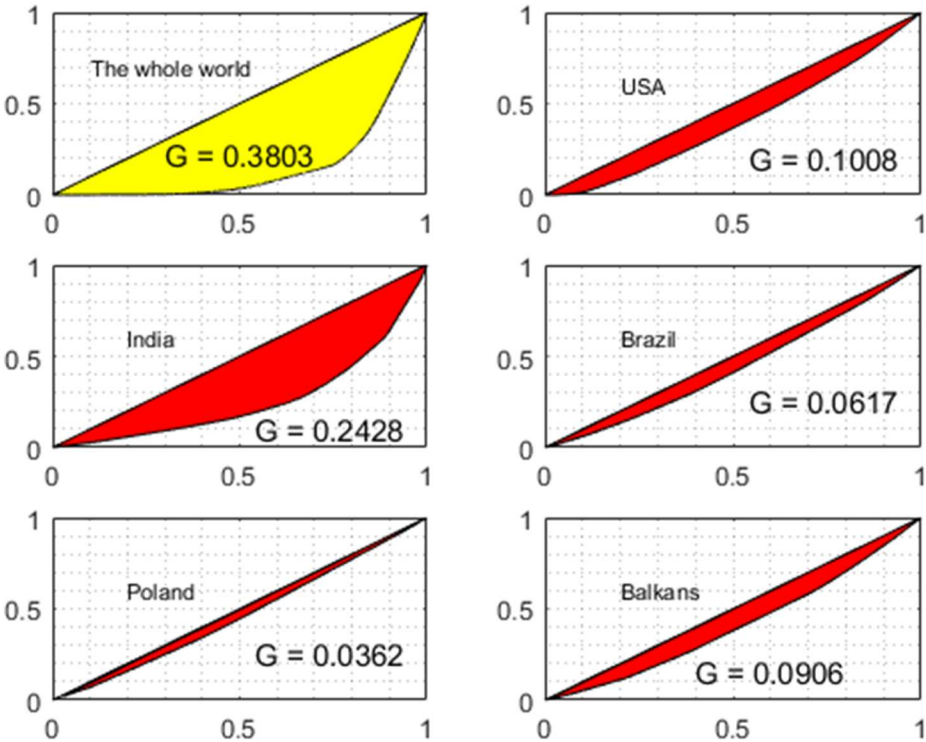 1
The whole world
0.5
G = 0.3803
0
0 0.5 1
1
USA
0.5
G = 0.1008
0
0 0.5 1
1
India
0.5
G = 0.2428
0
0 0.5 1
1
Brazil
0.5
G = 0.0617
0
0 0.5 1
1
Poland
0.5
G = 0.0362
0
0 0.5 1
1
Balkans
0.5
G = 0.0906
0
0 0.5 1